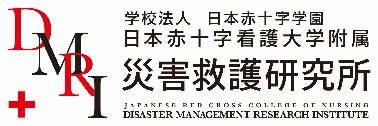 DMRI
学校法人 日本赤十字学園
日本赤十字看護大学附属
災害救護研究所
JAPANESE RED CROSS COLLEGE OF NURSING
DISASTER MANAGEMENT RESEARCH INSTITUTE